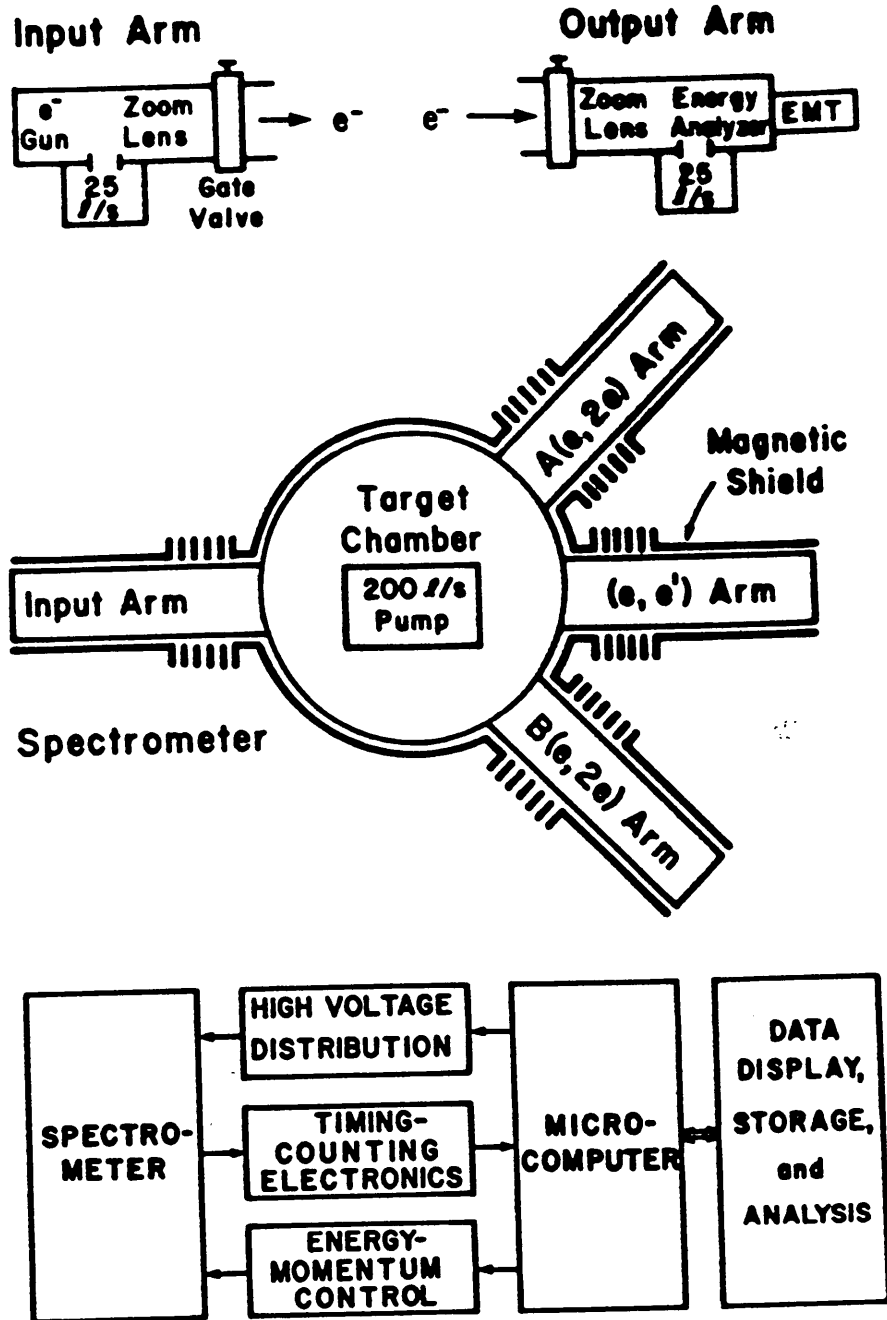 Input Arm
Output Arm
e⁻
Gun
Zoom
Lens
25
ℓ/s
Gate
Valve
e⁻
e⁻
Zoom
Lens
Energy
Analyzer
EMT
25
ℓ/s
A(e, 2e) Arm
Magnetic
Shield
Target
Chamber
200 ℓ/s
Pump
Input Arm
(e, e') Arm
Spectrometer
B(e, 2e) Arm
SPECTRO-
METER
HIGH VOLTAGE
DISTRIBUTION
TIMING-
COUNTING
ELECTRONICS
ENERGY-
MOMENTUM
CONTROL
MICRO-
COMPUTER
DATA
DISPLAY,
STORAGE,
and
ANALYSIS